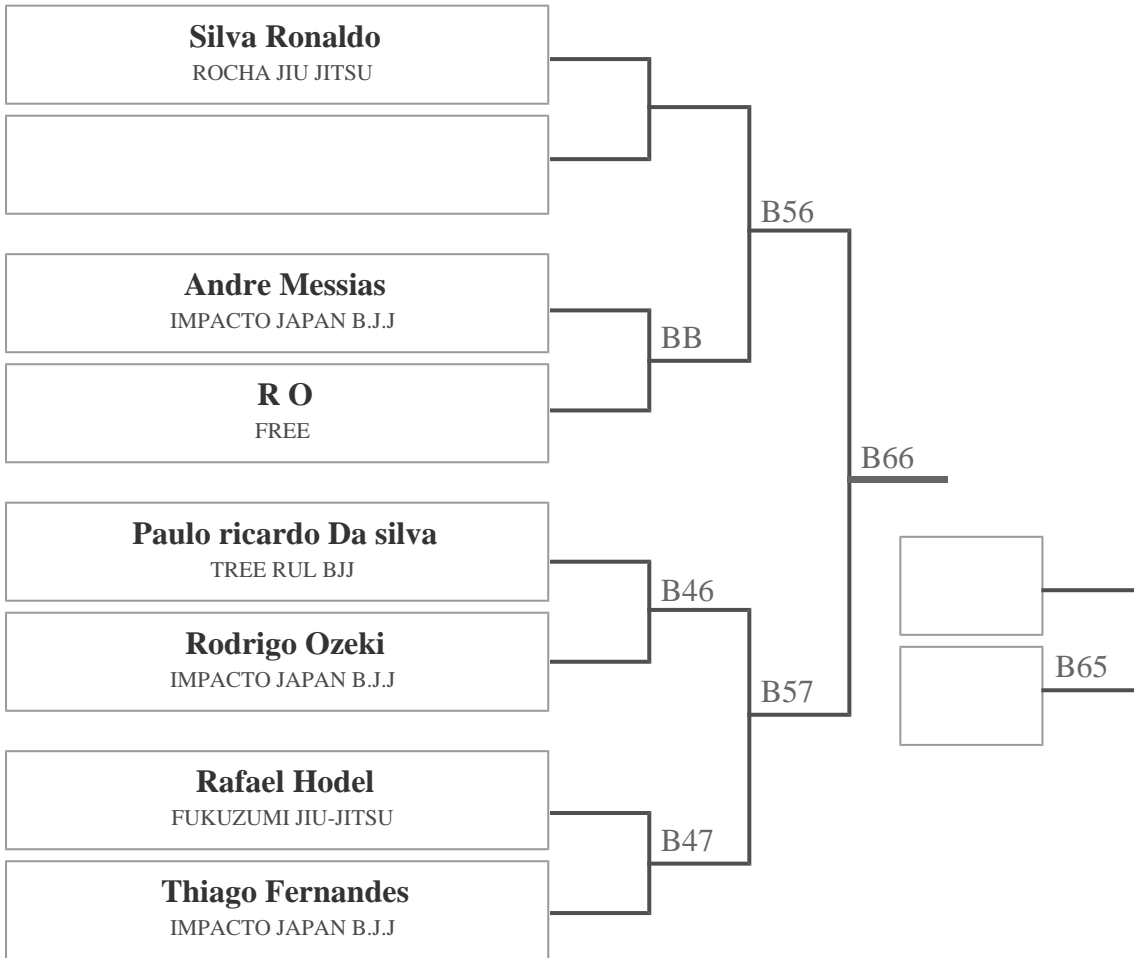 Silva Ronaldo
ROCHA JIU JITSU
B56
Andre Messias
IMPACTO JAPAN B.J.J
BB
R O
FREE
B66
Paulo ricardo Da silva
TREE RUL BJJ
B46
Rodrigo Ozeki
IMPACTO JAPAN B.J.J
B57
B65
Rafael Hodel
FUKUZUMI JIU-JITSU
B47
Thiago Fernandes
IMPACTO JAPAN B.J.J